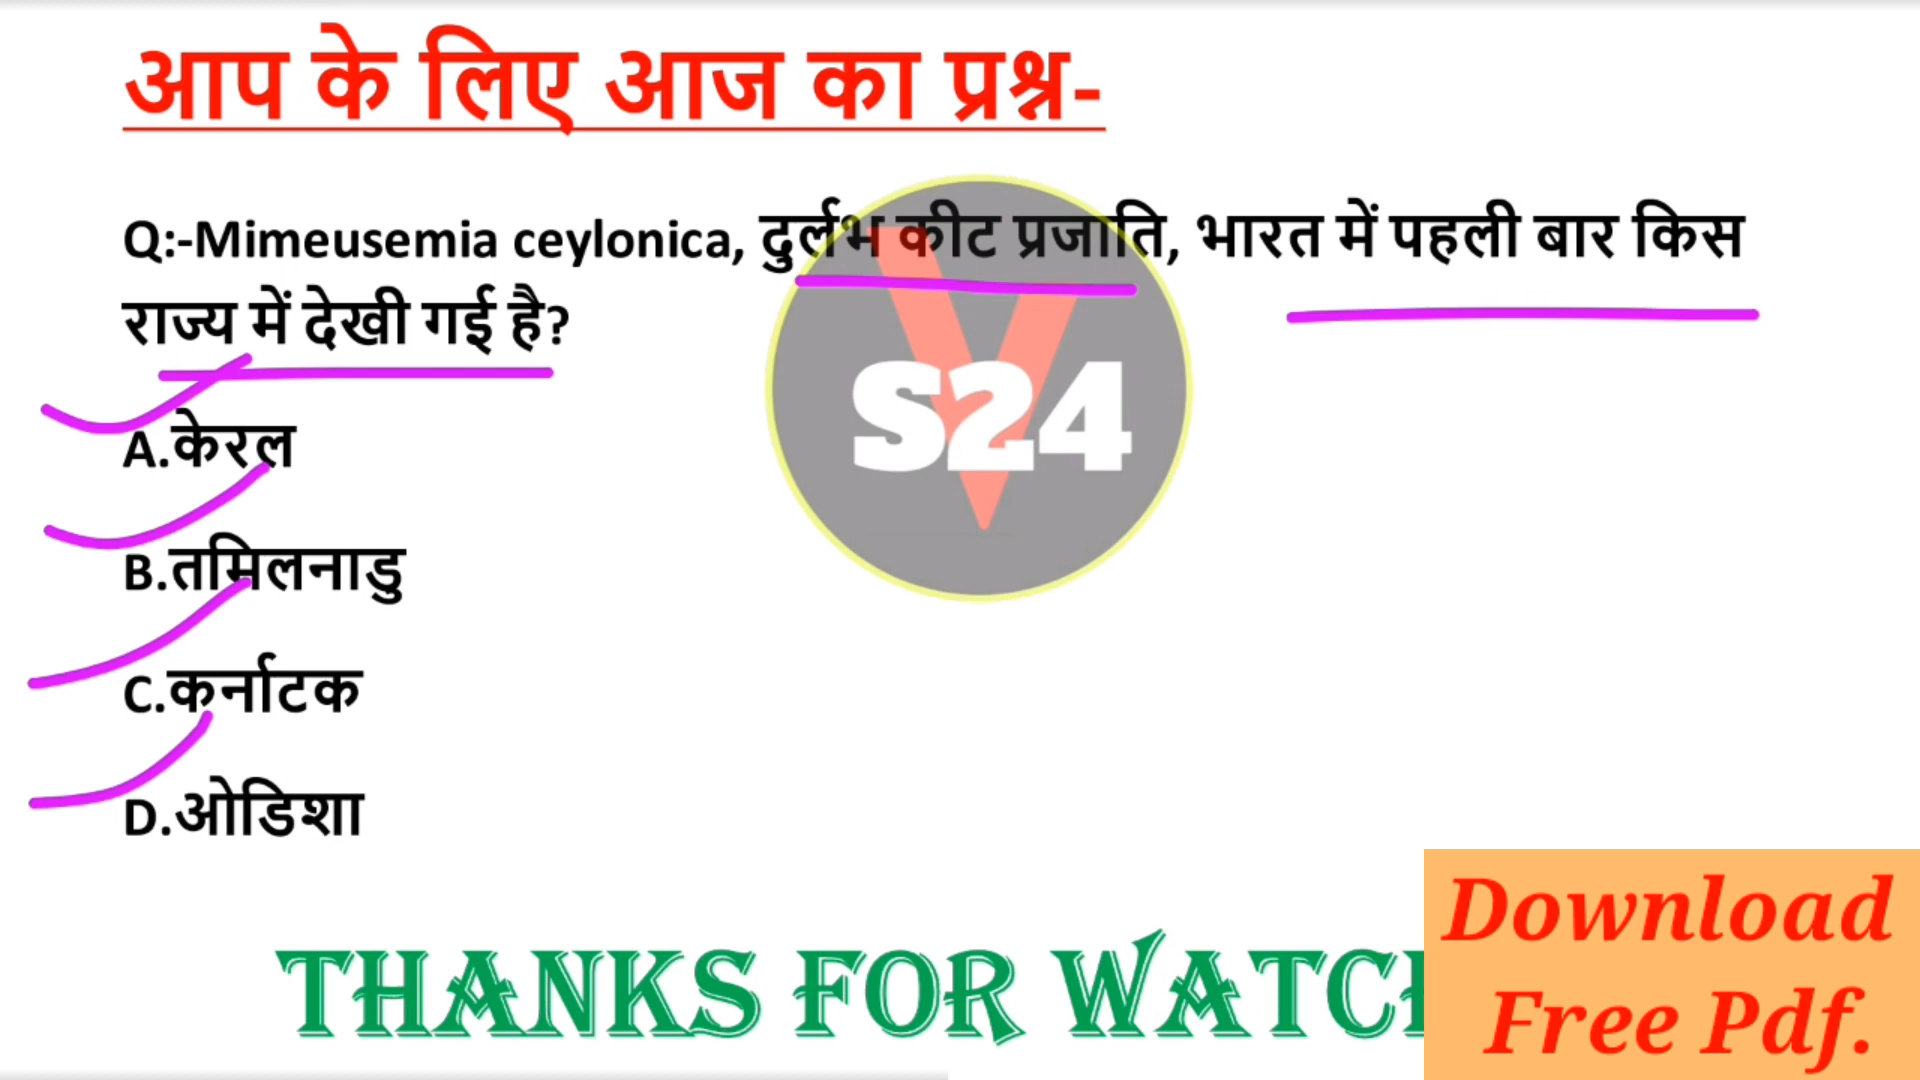 आप के लिए आज का प्रश्न-
Q:-Mimeusemia ceylonica, दुर्लभ कीट प्रजाति, भारत में पहली बार किस
राज्य में देखी गई है?
VS24
A.केरल
B.तमिलनाडु
C.कर्नाटक
D.ओडिशा
THANKS FOR WATC
Download
Free Pdf.